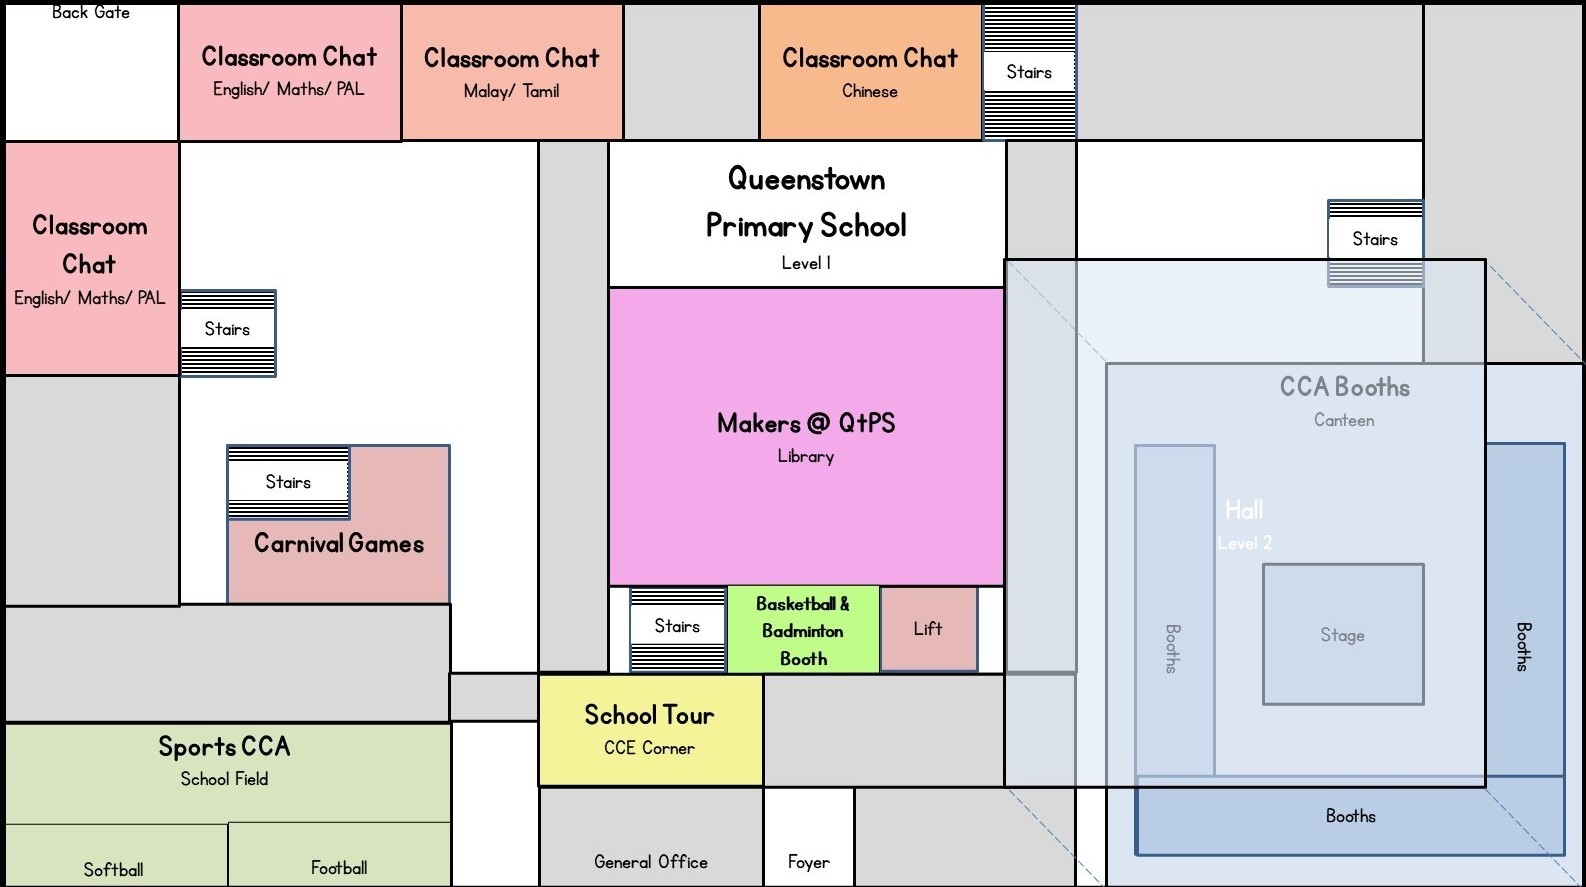 Back Gate
Classroom Chat
English/ Maths/ PAL
Classroom Chat
Malay/ Tamil
Classroom Chat
Chinese
Stairs
Classroom
Chat
English/ Maths/ PAL
Stairs
Queenstown
Primary School
Level 1
Stairs
Makers @ QtPS
Library
CCA Booths
Canteen
Stairs
Carnival Games
Hall
Level 2
Booths
Stage
Booths
Stairs
Basketball &
Badminton
Booth
Lift
School Tour
CCE Corner
Sports CCA
School Field
Booths
Softball
Football
General Office
Foyer